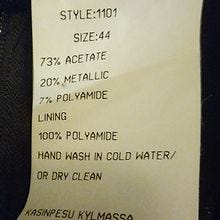 STYLE:1101
SIZE:44
73% ACETATE
20% METALLIC
7% POLYAMIDE
LINING
100% POLYAMIDE
HAND WASH IN COLD WATER/
OR DRY CLEAN
KASINPESU KYLMASSA